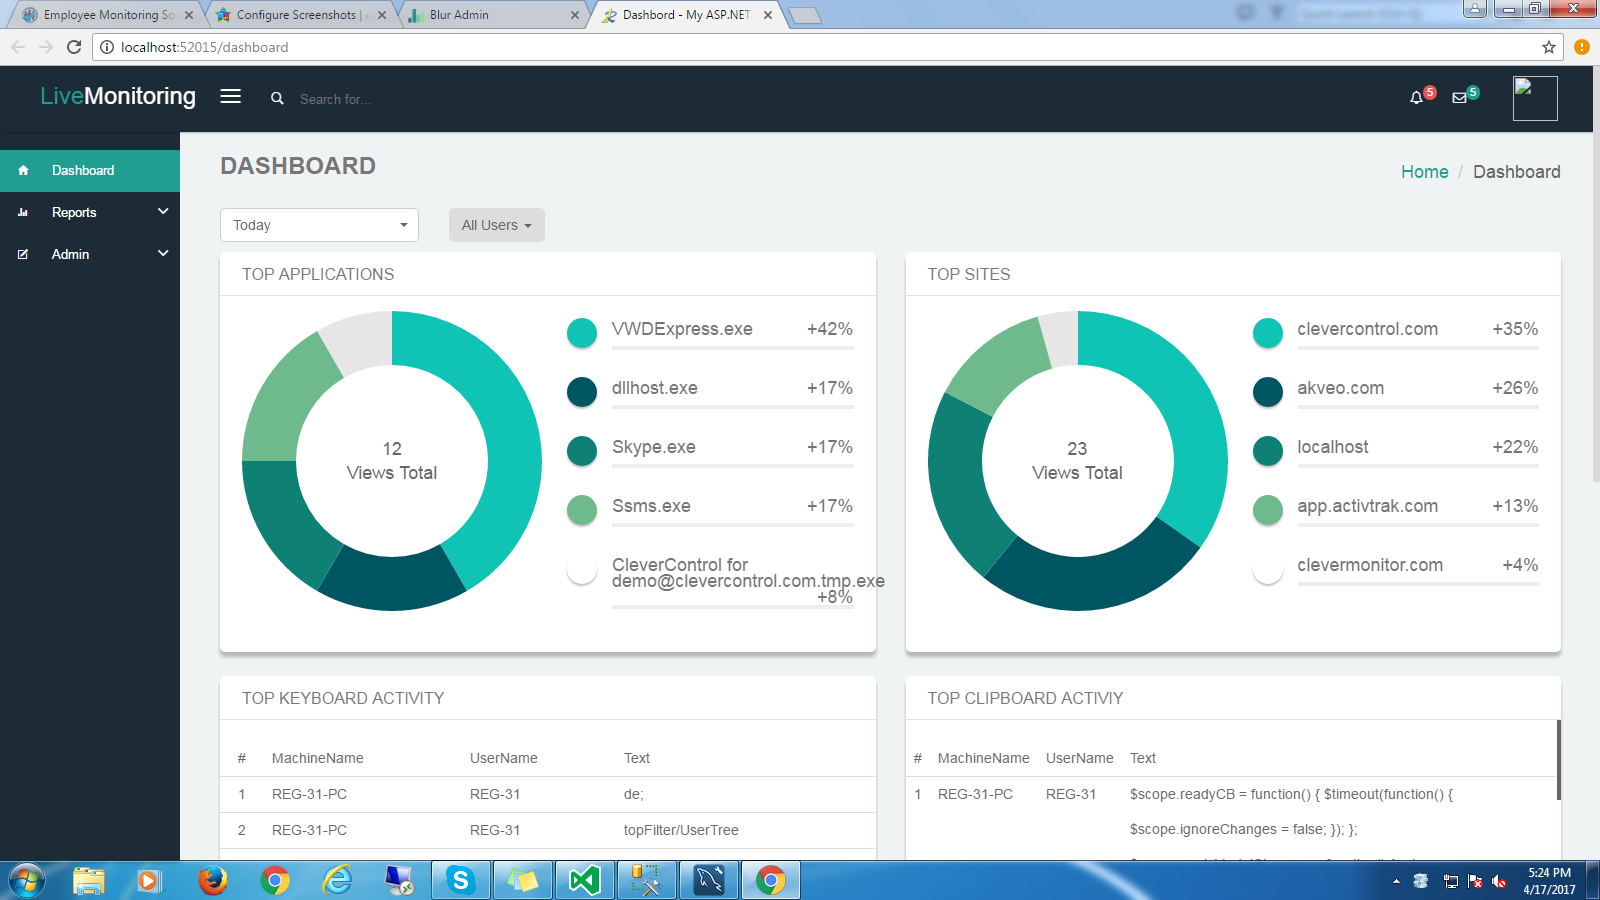 Employee Monitoring So
Configure Screenshots | A
Blur Admin
Dashbord - My ASP.NET
localhost:52015/dashboard
LiveMonitoring
Search for...
5
5
Dashboard
Reports
Admin
DASHBOARD
Home / Dashboard
Today
All Users
TOP APPLICATIONS
12
Views Total
VWDExpress.exe +42%
dllhost.exe +17%
Skype.exe +17%
Ssms.exe +17%
CleverControl for
demo@clevercontrol.com.tmp.exe
+8%
TOP SITES
23
Views Total
clevercontrol.com +35%
akveo.com +26%
localhost +22%
app.activtrak.com +13%
clevermonitor.com +4%
TOP KEYBOARD ACTIVITY
# MachineName UserName Text
1 REG-31-PC REG-31 de;
2 REG-31-PC REG-31 topFilter/UserTree
TOP CLIPBOARD ACTIVIY
# MachineName UserName Text
1 REG-31-PC REG-31 $scope.readyCB = function() { $timeout(function() {
$scope.ignoreChanges = false; }); };
5:24 PM
4/17/2017